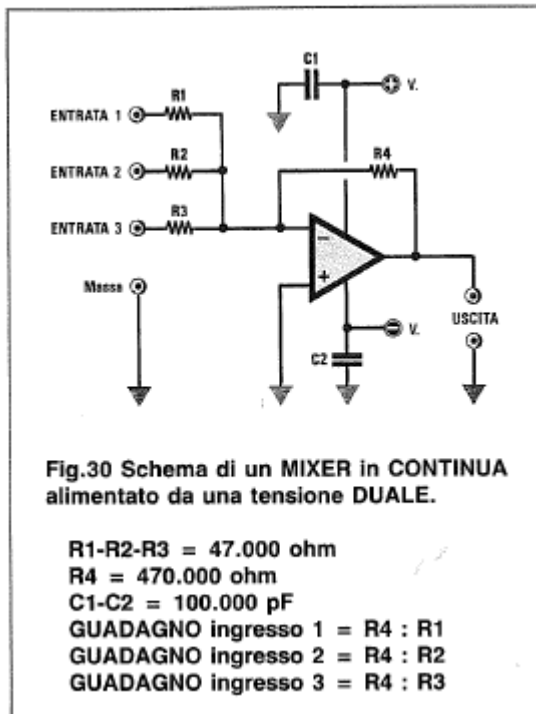 C1
V.
R1
ENTRATA 1
R2
R4
ENTRATA 2
R3
ENTRATA 3
−
+
Massa
USCITA
V.
C2
Fig.30 Schema di un MIXER in CONTINUA
alimentato da una tensione DUALE.
R1-R2-R3 = 47.000 ohm
R4 = 470.000 ohm
C1-C2 = 100.000 pF
GUADAGNO ingresso 1 = R4 : R1
GUADAGNO ingresso 2 = R4 : R2
GUADAGNO ingresso 3 = R4 : R3